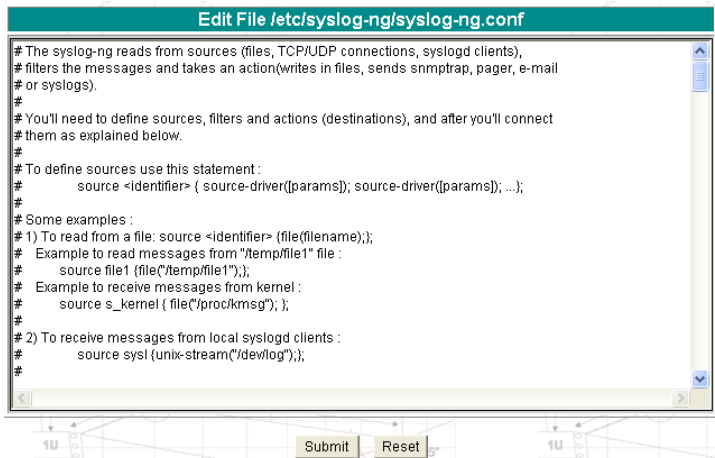 Edit File /etc/syslog-ng/syslog-ng.conf
# The syslog-ng reads from sources (files, TCP/UDP connections, syslogd clients),
# filters the messages and takes an action(writes in files, sends snmptrap, pager, e-mail
# or syslogs).
#
# You'll need to define sources, filters and actions (destinations), and after you'll connect
# them as explained below.
#
# To define sources use this statement :
# source <identifier> { source-driver([params]); source-driver([params]); ...};
#
# Some examples :
# 1) To read from a file: source <identifier> {file(filename);};
# Example to read messages from "/temp/file1" file :
# source file1 {file("/temp/file1");};
# Example to receive messages from kernel :
# source s_kernel { file("/proc/kmsg"); };
#
# 2) To receive messages from local syslogd clients :
# source sysl {unix-stream("/dev/log");};
#
1U
Submit Reset
5"
1U